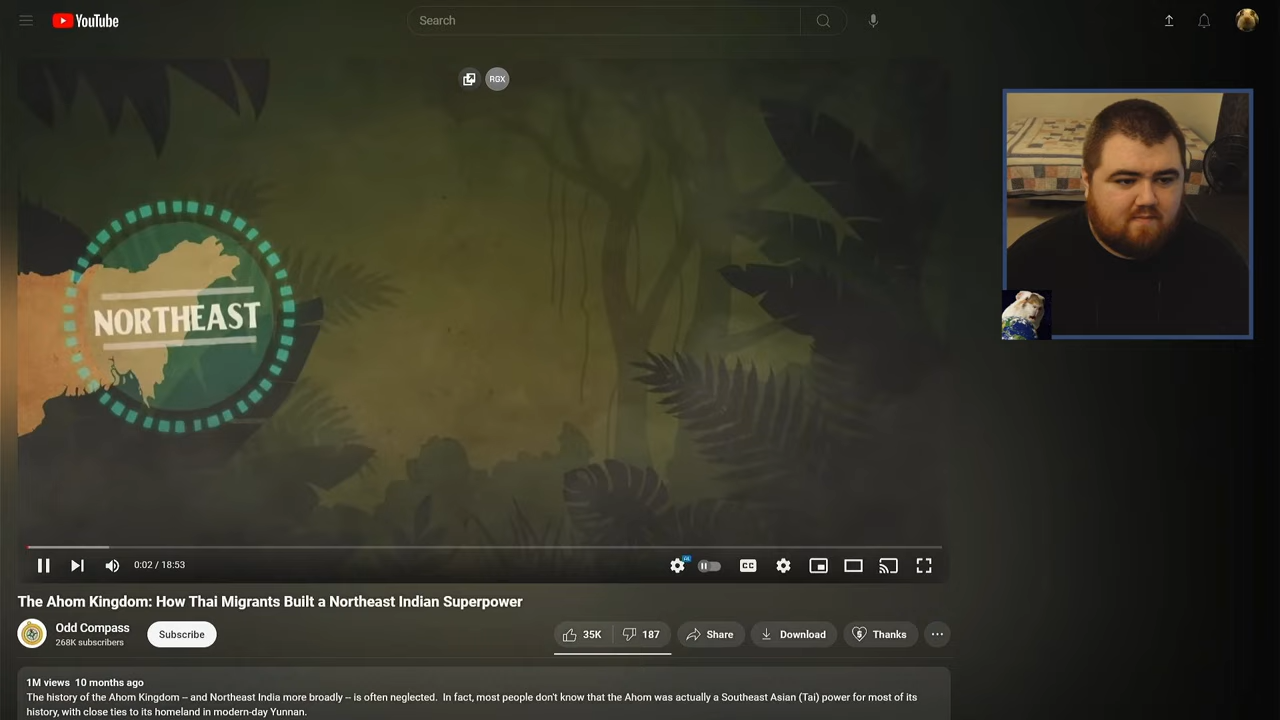 YouTube
Search
RGX
NORTHEAST
0:02 / 18:53
CC
The Ahom Kingdom: How Thai Migrants Built a Northeast Indian Superpower
Odd Compass
268K subscribers
Subscribe
35K
187
Share
Download
Thanks
1M views 10 months ago
The history of the Ahom Kingdom – and Northeast India more broadly – is often neglected. In fact, most people don't know that the Ahom was actually a Southeast Asian (Tai) power for most of its
history, with close ties to its homeland in modern-day Yunnan.